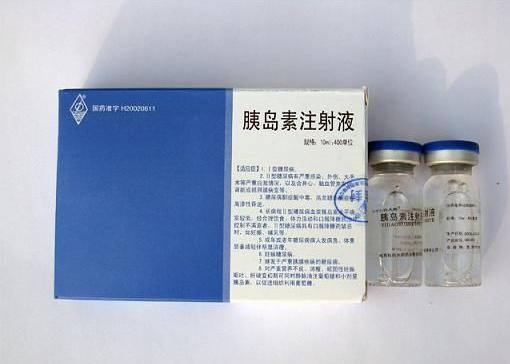 国药准字 H20020611
胰岛素注射液
规格：10ml：400单位
【适应症】1.Ⅰ型糖尿病。
2.Ⅱ型糖尿病有严重感染、外伤、大手
术等严重应激情况，以及合并心、脑血管并发症、
肾脏或视网膜病变等。
3.糖尿病酮症酸中毒，高血糖非酮症性
高渗性昏迷。
4.长病程Ⅱ型糖尿病血浆胰岛素水平确
实较低，经合理饮食、体力活动和口服降糖药治疗
控制不满意者，Ⅱ型糖尿病具有口服降糖药禁忌
时，如妊娠、哺乳等。
5.成年或老年糖尿病病人发病急、体重
显著减轻伴明显消瘦。
6.妊娠糖尿病。
7.继发于严重胰腺疾病的糖尿病。
8.对严重营养不良、消瘦、顽固性妊娠
呕吐、肝硬变初期可同时静脉滴注葡萄糖和小剂量
胰岛素，以促进组织利用葡萄糖。
胰岛素注射液